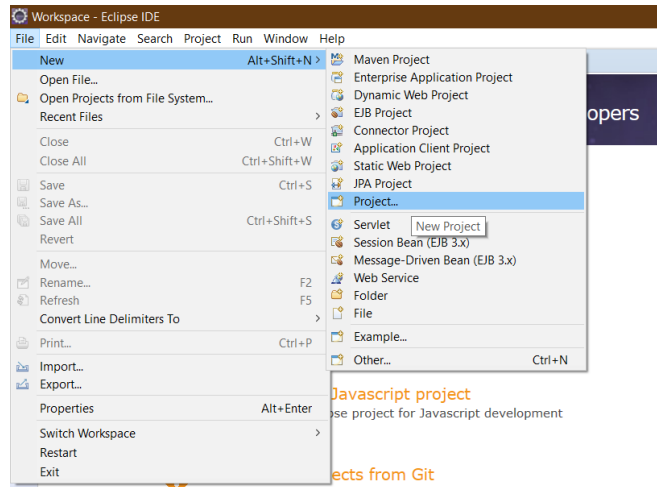 Workspace - Eclipse IDE
File Edit Navigate Search Project Run Window Help
New Alt+Shift+N >
Open File...
Open Projects from File System...
Recent Files >
Close Ctrl+W
Close All Ctrl+Shift+W
Save Ctrl+S
Save As...
Save All Ctrl+Shift+S
Revert
Move...
Rename... F2
Refresh F5
Convert Line Delimiters To >
Print... Ctrl+P
Import...
Export...
Properties Alt+Enter
Switch Workspace >
Restart
Exit
Maven Project
Enterprise Application Project
Dynamic Web Project
EJB Project
Connector Project
Application Client Project
Static Web Project
JPA Project
Project...
Servlet
New Project
Session Bean (EJB 3.x)
Message-Driven Bean (EJB 3.x)
Web Service
Folder
File
Example...
Other... Ctrl+N
opers
Javascript project
ose project for Javascript development
ects from Git